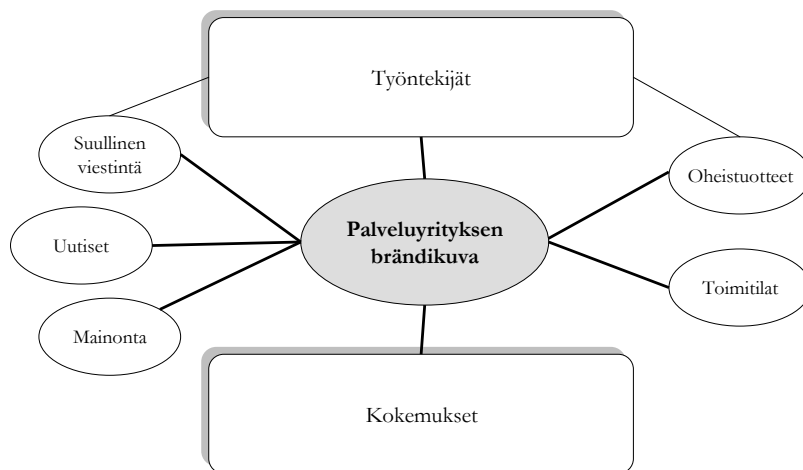 Työntekijät
Suullinen
viestintä
Oheistuotteet
Palveluyrityksen
brändikuva
Uutiset
Toimitilat
Mainonta
Kokemukset